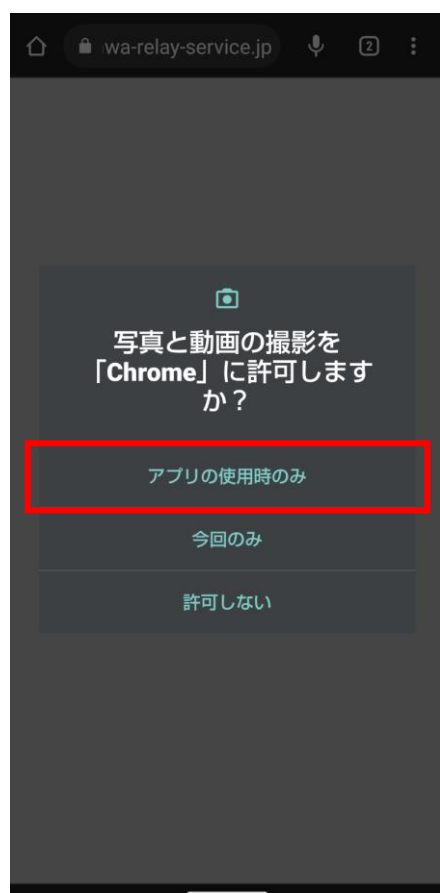 wa-relay-service.jp
2
写真と動画の撮影を
「Chrome」に許可します
か？
アプリの使用時のみ
今回のみ
許可しない